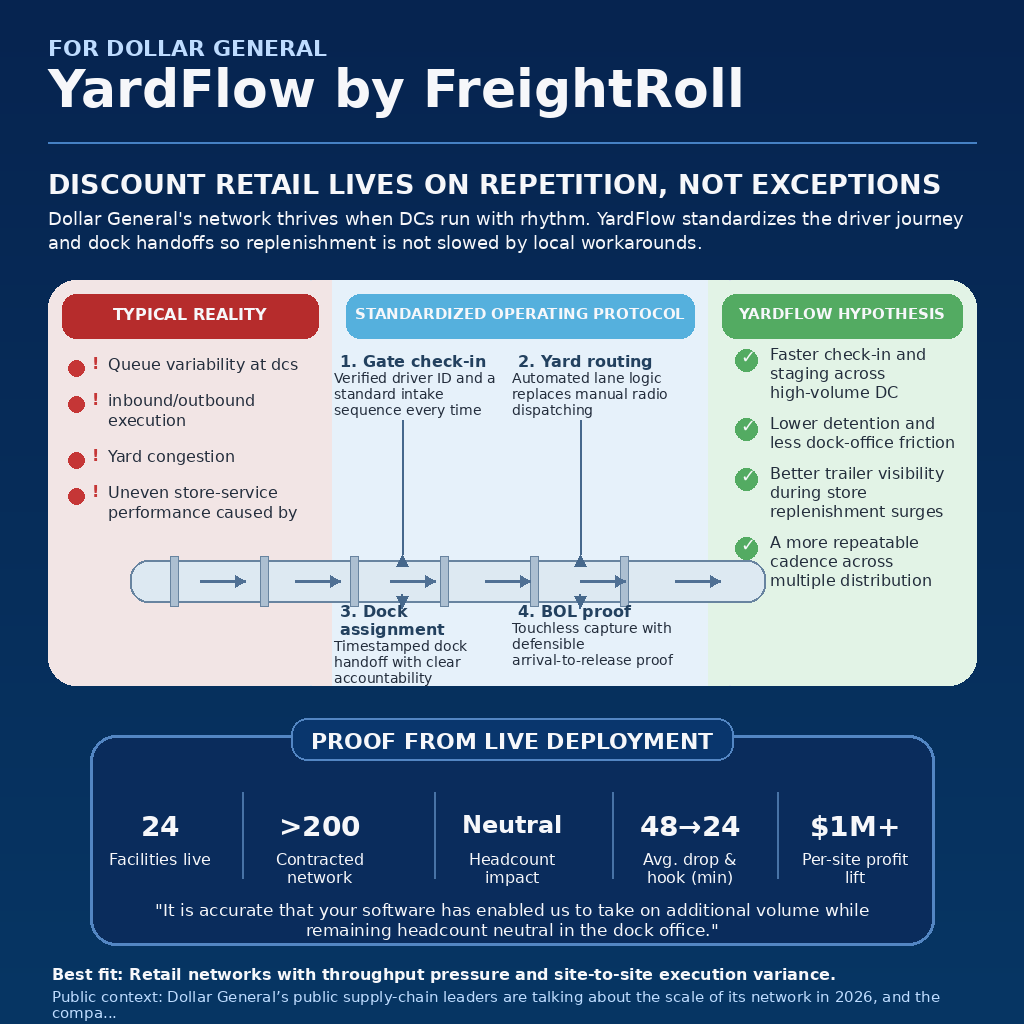 FOR DOLLAR GENERAL
YardFlow by FreightRoll
DISCOUNT RETAIL LIVES ON REPETITION, NOT EXCEPTIONS
Dollar General's network thrives when DCs run with rhythm. YardFlow standardizes the driver journey
and dock handoffs so replenishment is not slowed by local workarounds.
TYPICAL REALITY
! Queue variability at dcs
! inbound/outbound
execution
! Yard congestion
! Uneven store-service
performance caused by
STANDARDIZED OPERATING PROTOCOL
1. Gate check-in
Verified driver ID and a
standard intake
sequence every time
2. Yard routing
Automated lane logic
replaces manual radio
dispatching
3. Dock
assignment
Timestamped dock
handoff with clear
accountability
4. BOL proof
Touchless capture with
defensible
arrival-to-release proof
YARDFLOW HYPOTHESIS
✓ Faster check-in and
staging across
high-volume DC
✓ Lower detention and
less dock-office friction
✓ Better trailer visibility
during store
replenishment surges
✓ A more repeatable
cadence across
multiple distribution
PROOF FROM LIVE DEPLOYMENT
24
Facilities live
>200
Contracted
network
Neutral
Headcount
impact
48→24
Avg. drop &
hook (min)
$1M+
Per-site profit
lift
"It is accurate that your software has enabled us to take on additional volume while
remaining headcount neutral in the dock office."
Best fit: Retail networks with throughput pressure and site-to-site execution variance.
Public context: Dollar General’s public supply-chain leaders are talking about the scale of its network in 2026, and the
compa...